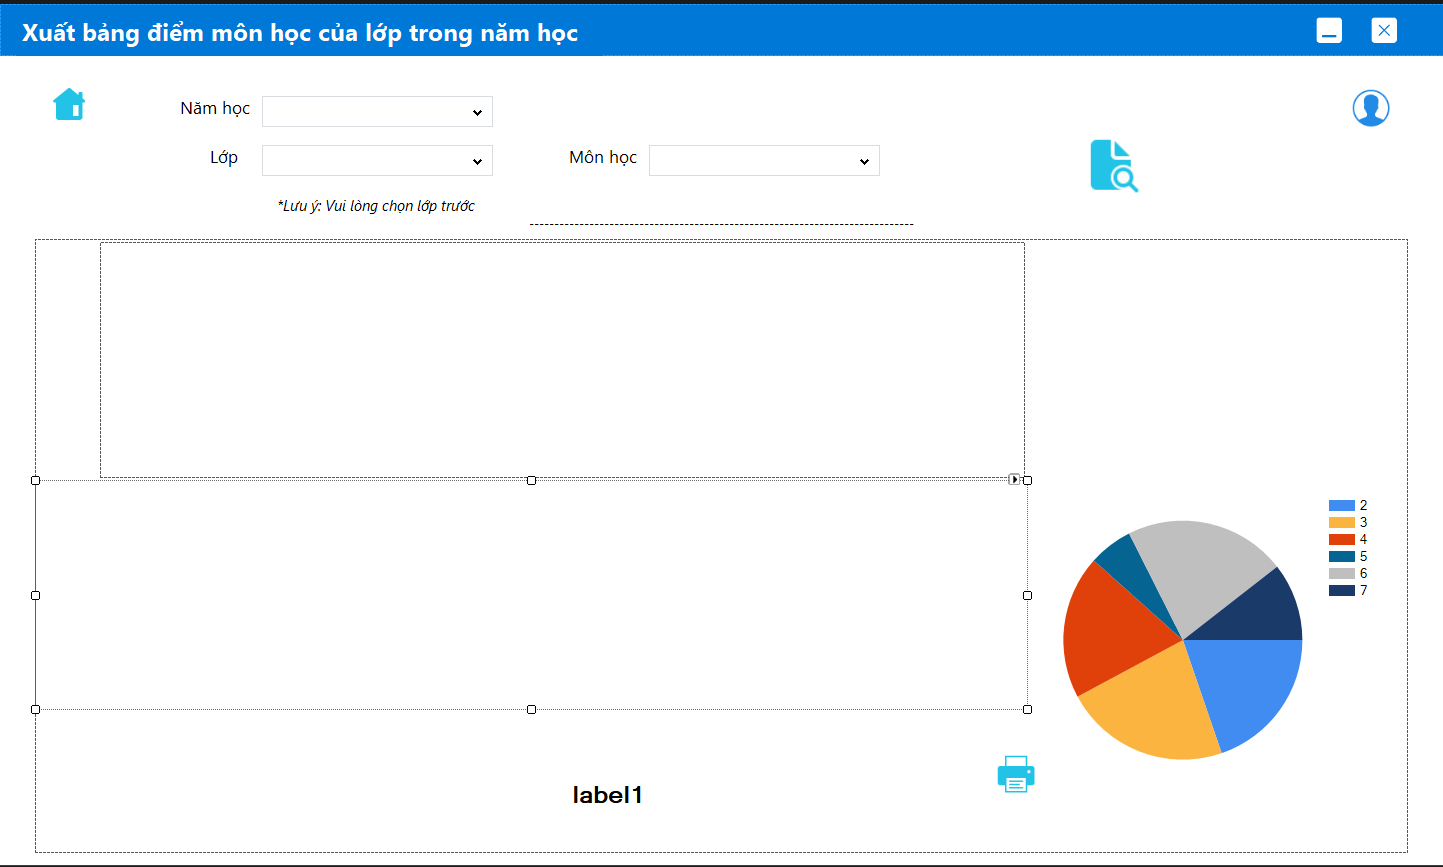 Xuất bảng điểm môn học của lớp trong năm học
Năm học
Lớp
Môn học
*Lưu ý: Vui lòng chọn lớp trước
2
3
4
5
6
7
label1